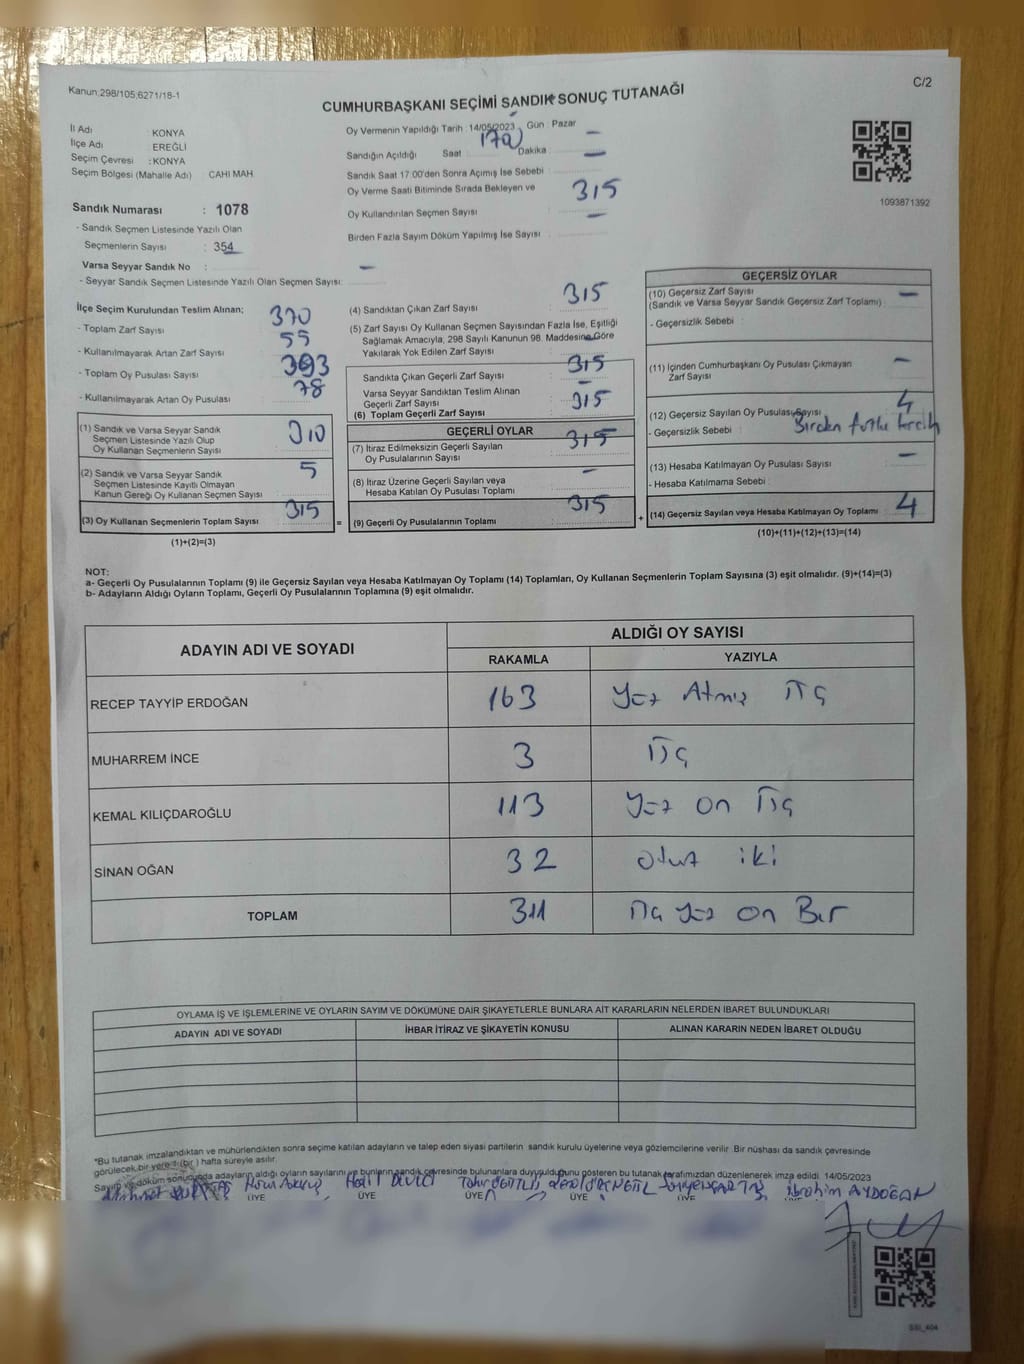 Kanun,298/105,6271/18-1
C/2
CUMHURBAŞKANI SEÇİMİ SANDIK SONUÇ TUTANAĞI
İl Adı KONYA
İlçe Adı EREĞLİ
Seçim Çevresi : KONYA
Seçim Bölgesi (Mahalle Adı) CAHI MAH.
Oy Vermenin Yapıldığı Tarih : 14/05/2023 , Gün : Pazar
Sandığın Açıldığı Saat 170 Dakika –
Sandık Saat 17.00'den Sonra Açımış İse Sebebi : –
Oy Verme Saati Bitiminde Sırada Bekleyen ve
Oy Kullandırılan Seçmen Sayısı 315
Birden Fazla Sayım Döküm Yapılmış İse Sayısı –
1093871392
Sandık Numarası : 1078
- Sandık Seçmen Listesinde Yazılı Olan
Seçmenlerin Sayısı : 354
Varsa Seyyar Sandık No :
- Seyyar Sandık Seçmen Listesinde Yazılı Olan Seçmen Sayısı: –
İlçe Seçim Kurulundan Teslim Alınan;
- Toplam Zarf Sayısı 370
- Kullanılmayarak Artan Zarf Sayısı 55
- Toplam Oy Pusulası Sayısı 393
- Kullanılmayarak Artan Oy Pusulası 78
(1) Sandık ve Varsa Seyyar Sandık
Seçmen Listesinde Yazılı Olup
Oy Kullanan Seçmenlerin Sayısı 310
(2) Sandık ve Varsa Seyyar Sandık
Seçmen Listesinde Kayıtlı Olmayan
Kanun Gereği Oy Kullanan Seçmen Sayısı 5
(3) Oy Kullanan Seçmenlerin Toplam Sayısı 315 =
(1)+(2)=(3)
(4) Sandıktan Çıkan Zarf Sayısı 315
(5) Zarf Sayısı Oy Kullanan Seçmen Sayısından Fazla İse, Eşitliği
Sağlamak Amacıyla, 298 Sayılı Kanunun 98. Maddesine Göre
Yakılarak Yok Edilen Zarf Sayısı –
Sandıkta Çıkan Geçerli Zarf Sayısı 315
Varsa Seyyar Sandıktan Teslim Alınan
Geçerli Zarf Sayısı –
(6) Toplam Geçerli Zarf Sayısı 315
GEÇERLİ OYLAR
(7) İtiraz Edilmeksizin Geçerli Sayılan
Oy Pusulalarının Sayısı 315
(8) İtiraz Üzerine Geçerli Sayılan veya
Hesaba Katılan Oy Pusulası Toplamı –
(9) Geçerli Oy Pusulalarının Toplamı 315 +
GEÇERSİZ OYLAR
(10) Geçersiz Zarf Sayısı
(Sandık ve Varsa Seyyar Sandık Geçersiz Zarf Toplamı) –
- Geçersizlik Sebebi :
(11) İçinden Cumhurbaşkanı Oy Pusulası Çıkmayan
Zarf Sayısı –
(12) Geçersiz Sayılan Oy Pusulası Sayısı 4
- Geçersizlik Sebebi : Birden fazla tercih
(13) Hesaba Katılmayan Oy Pusulası Sayısı –
- Hesaba Katılmama Sebebi :
(14) Geçersiz Sayılan veya Hesaba Katılmayan Oy Toplamı 4
(10)+(11)+(12)+(13)=(14)
NOT:
a- Geçerli Oy Pusulalarının Toplamı (9) ile Geçersiz Sayılan veya Hesaba Katılmayan Oy Toplamı (14) Toplamları, Oy Kullanan Seçmenlerin Toplam Sayısına (3) eşit olmalıdır. (9)+(14)=(3)
b- Adayların Aldığı Oyların Toplamı, Geçerli Oy Pusulalarının Toplamına (9) eşit olmalıdır.
ADAYIN ADI VE SOYADI
ALDIĞI OY SAYISI
RAKAMLA YAZIYLA
RECEP TAYYİP ERDOĞAN 163 Yüz Atmış Üç
MUHARREM İNCE 3 Üç
KEMAL KILIÇDAROĞLU 113 Yüz on Üç
SİNAN OĞAN 32 otuz iki
TOPLAM 311 Üç Yüz on Bir
OYLAMA İŞ VE İŞLEMLERİNE VE OYLARIN SAYIM VE DÖKÜMÜNE DAİR ŞİKAYETLERLE BUNLARA AİT KARARLARIN NELERDEN İBARET BULUNDUKLARI
ADAYIN ADI VE SOYADI İHBAR İTİRAZ VE ŞİKAYETİN KONUSU ALINAN KARARIN NEDEN İBARET OLDUĞU
*Bu tutanak imzalandıktan ve mühürlendikten sonra seçime katılan adayların ve talep eden siyasi partilerin sandık kurulu üyelerine veya gözlemcilerine verilir. Bir nüshası da sandık çevresinde
görülecek bir yere 1 (bir) hafta süreyle asılır.
Sayım ve döküm sonucunda adayların aldığı oyların sayılarını ve bunların sandık çevresinde bulunanlara duyurulduğunu gösteren bu tutanak tarafımızdan düzenlenerek imza edildi. 14/05/2023
Halil DEVECİ İbrahim AYDOĞAN
ÜYE ÜYE ÜYE ÜYE ÜYE